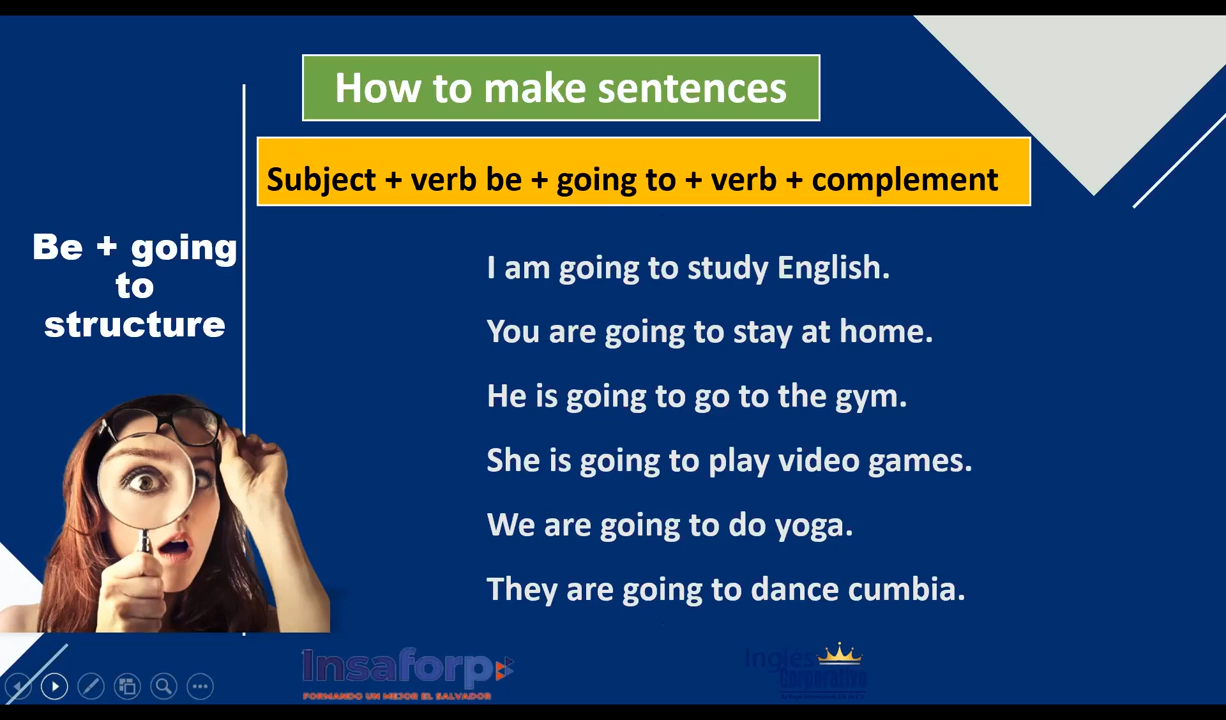 How to make sentences
Subject + verb be + going to + verb + complement
Be + going
to
structure
I am going to study English.
You are going to stay at home.
He is going to go to the gym.
She is going to play video games.
We are going to do yoga.
They are going to dance cumbia.
Insaforp
FORMANDO UN MEJOR EL SALVADOR
Inglés
Corporativo